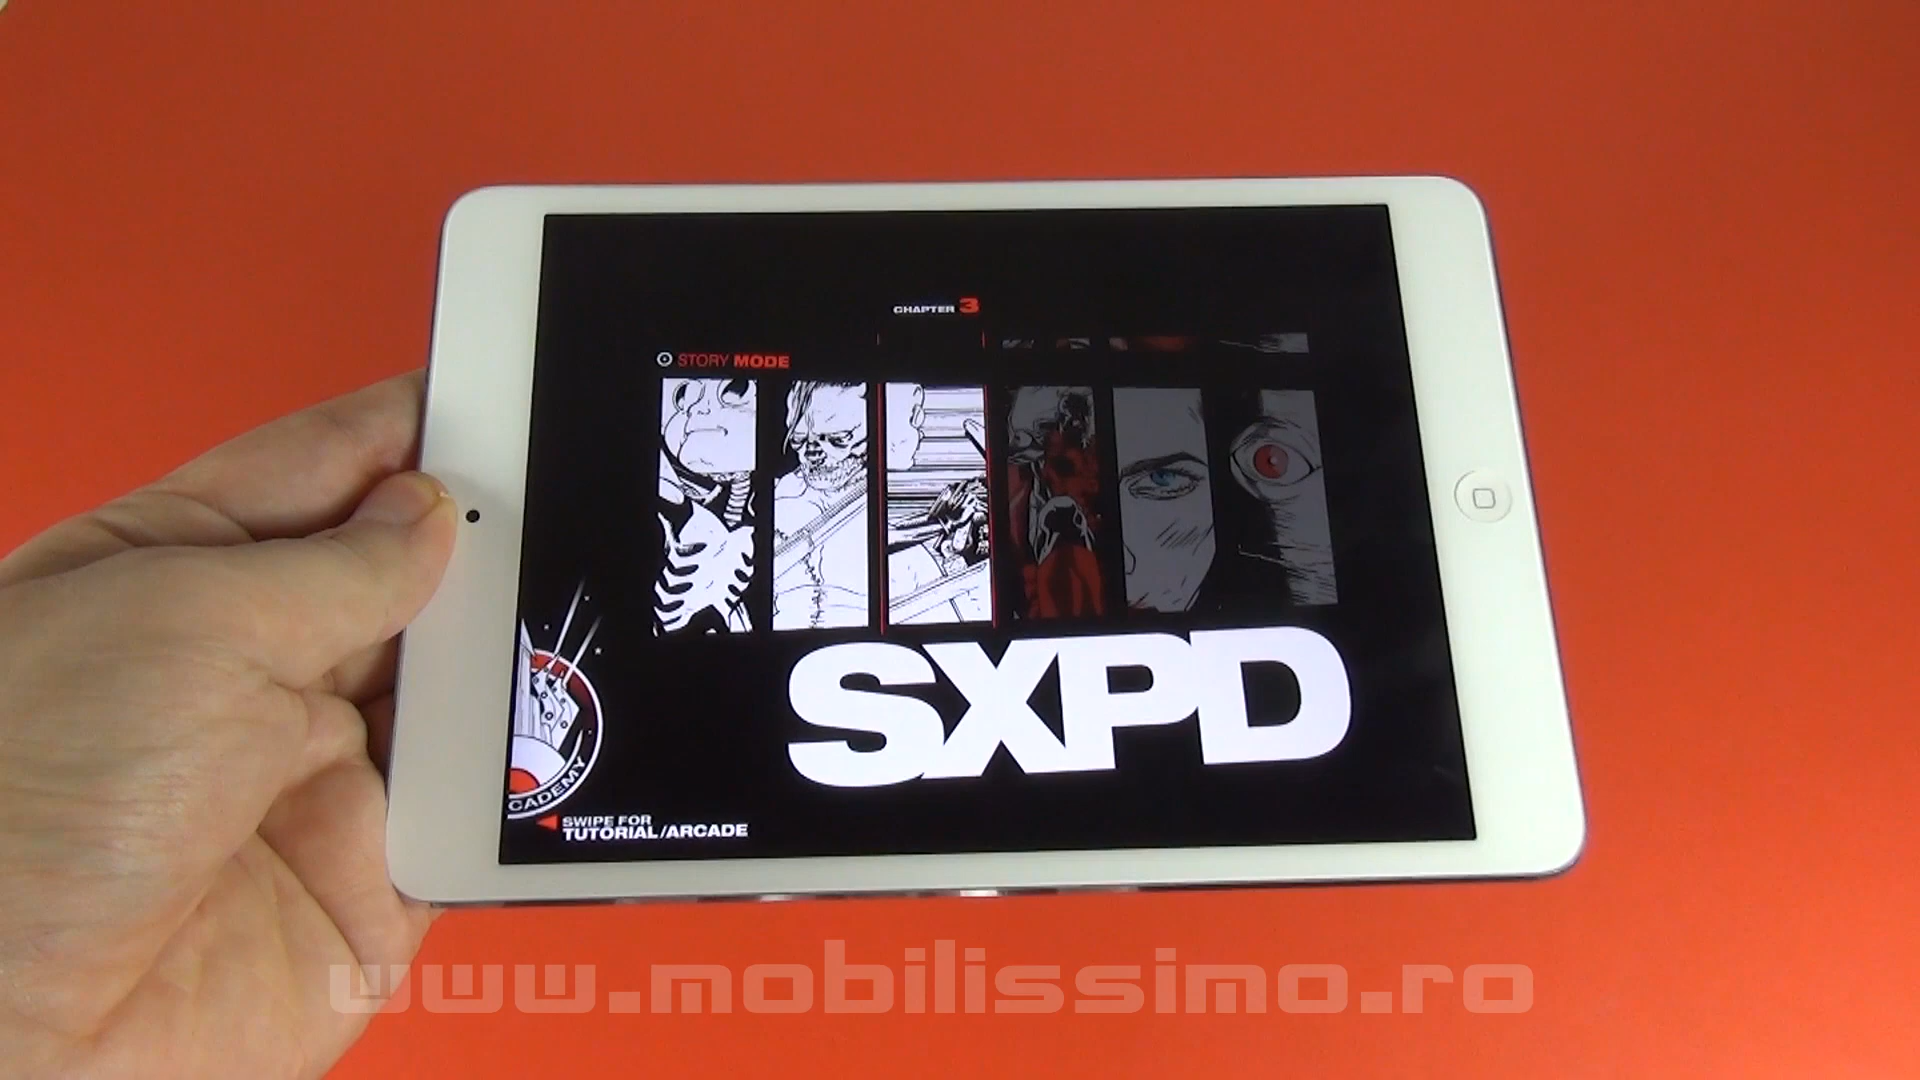 CHAPTER 3
STORY MODE
SXPD
CADEMY
SWIPE FOR
TUTORIAL/ARCADE
www.mobilissimo.ro